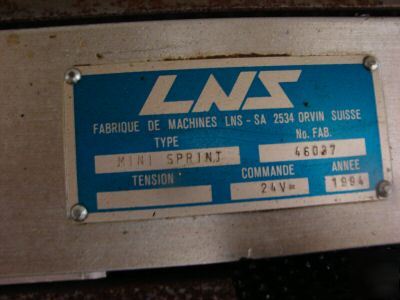 LNS
FABRIQUE DE MACHINES LNS - SA 2534 ORVIN SUISSE
TYPE No. FAB.
MINI SPRINT 46097
TENSION COMMANDE ANNEE
24V= 1994